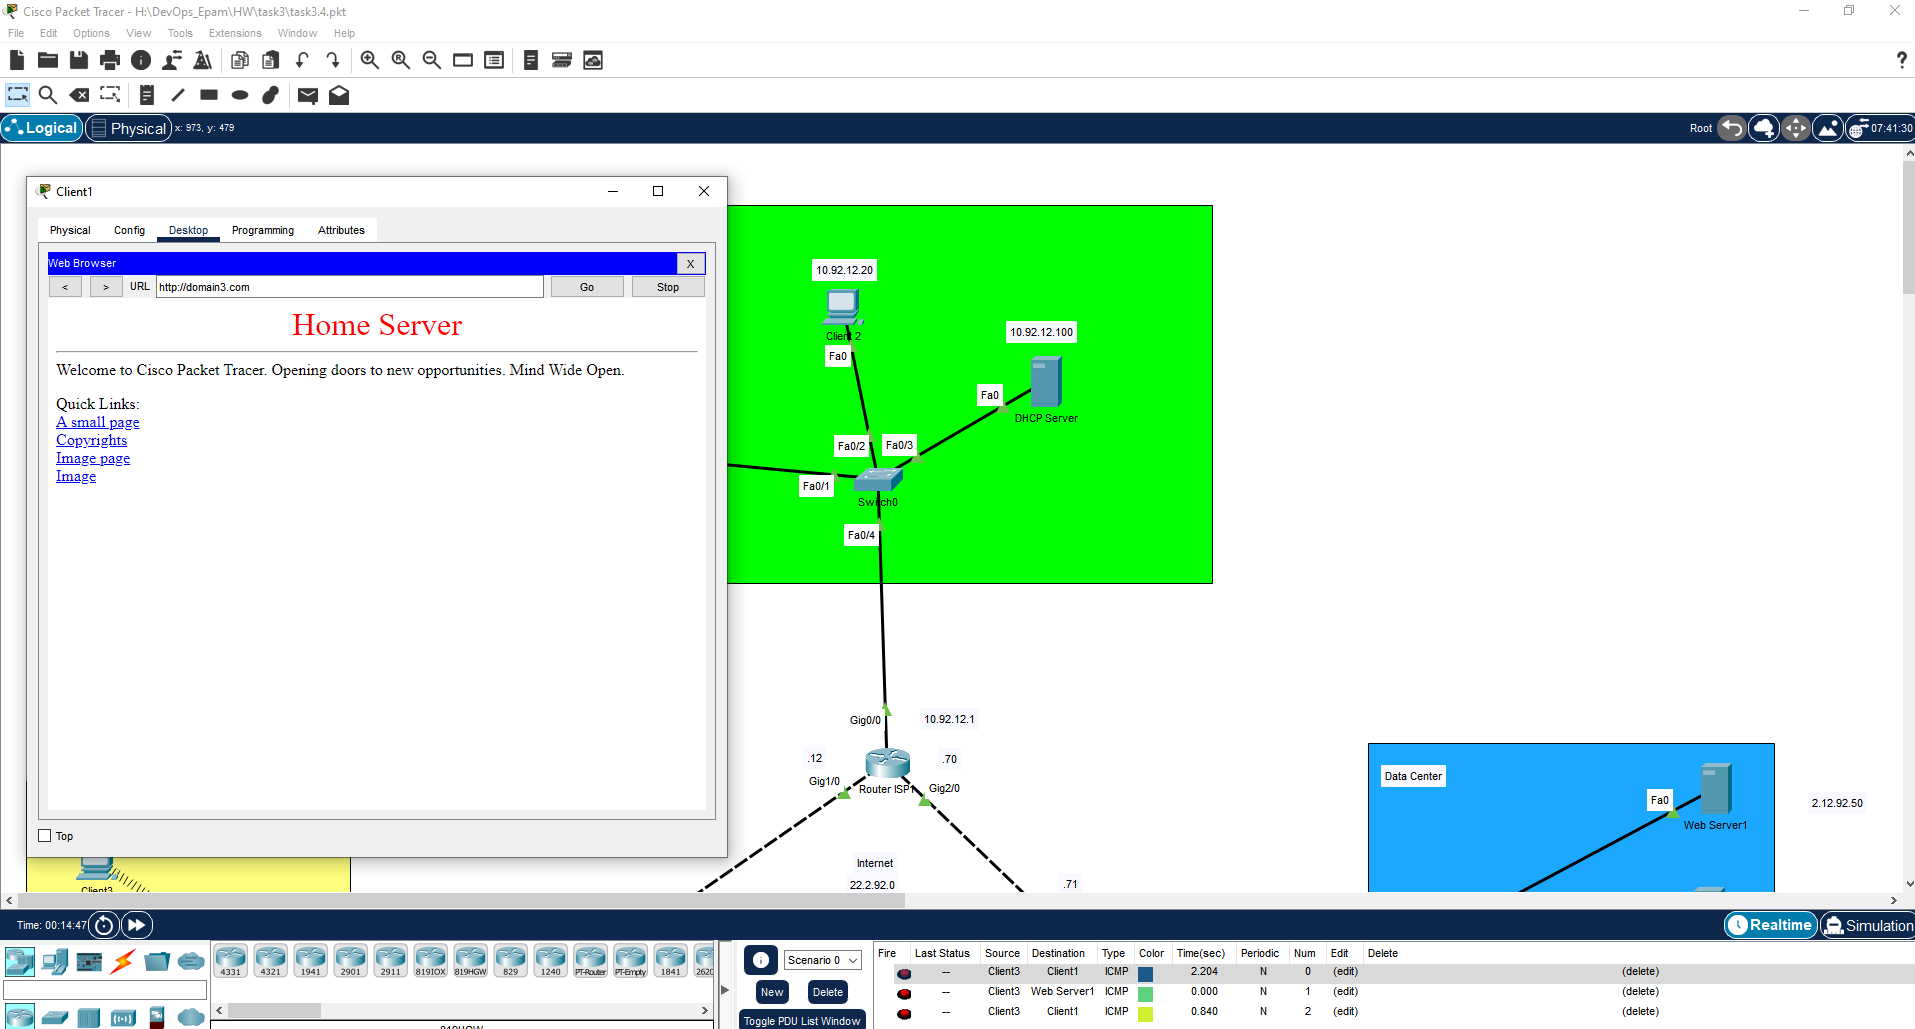 Cisco Packet Tracer - H:\DevOps_Epam\HW\task3\task3.4.pkt
File Edit Options View Tools Extensions Window Help
?
Logical Physical x: 973, y: 479 Root 07:41:30
Client1
Physical Config Desktop Programming Attributes
Web Browser X
< > URL http://domain3.com Go Stop
Home Server
Welcome to Cisco Packet Tracer. Opening doors to new opportunities. Mind Wide Open.
Quick Links:
A small page
Copyrights
Image page
Image
Top
10.92.12.20
Client 2
Fa0
10.92.12.100
Fa0
DHCP Server
Fa0/2 Fa0/3
Fa0/1
Switch0
Fa0/4
Gig0/0 10.92.12.1
.12 .70
Gig1/0 Router ISP1 Gig2/0
Internet
22.2.92.0 .71
Data Center
Fa0
Web Server1
2.12.92.50
Client3
Time: 00:14:47 Realtime Simulation
4331 4321 1941 2901 2911 819IOX 819HGW 829 1240 PT-Router PT-Empty 1841 2620
819HGW
Scenario 0
New Delete
Toggle PDU List Window
Fire Last Status Source Destination Type Color Time(sec) Periodic Num Edit Delete
-- Client3 Client1 ICMP 2.204 N 0 (edit) (delete)
-- Client3 Web Server1 ICMP 0.000 N 1 (edit) (delete)
-- Client3 Client1 ICMP 0.840 N 2 (edit) (delete)